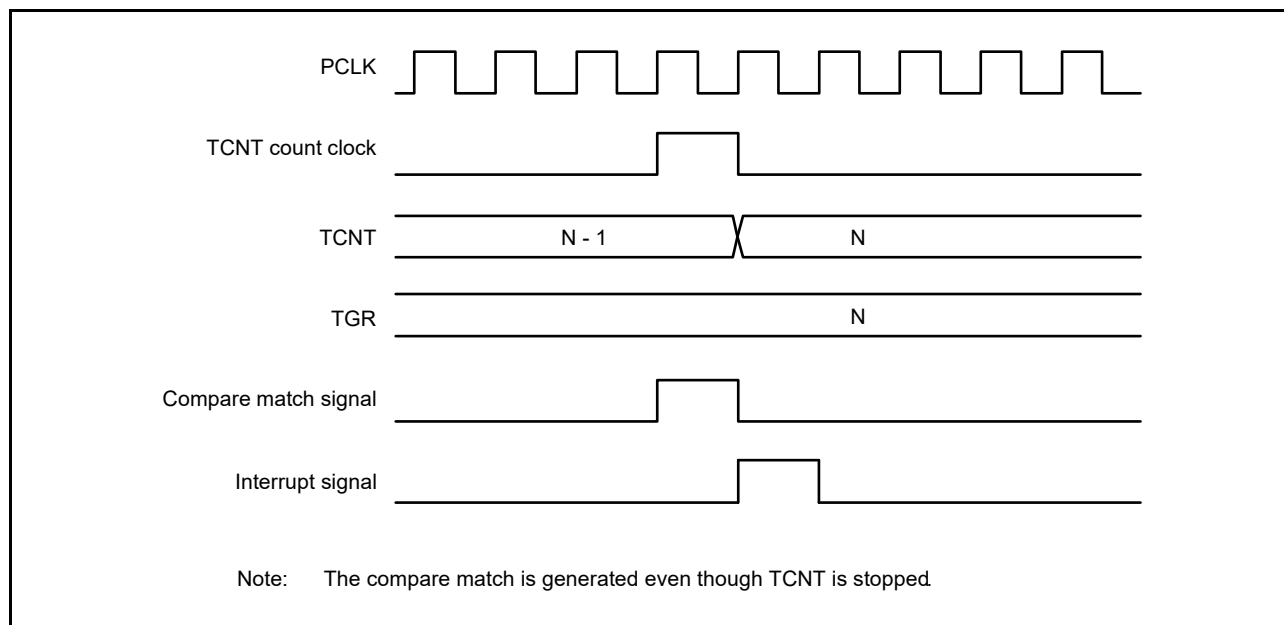 PCLK
TCNT count clock
TCNT
N - 1
N
TGR
N
Compare match signal
Interrupt signal
Note: The compare match is generated even though TCNT is stopped.